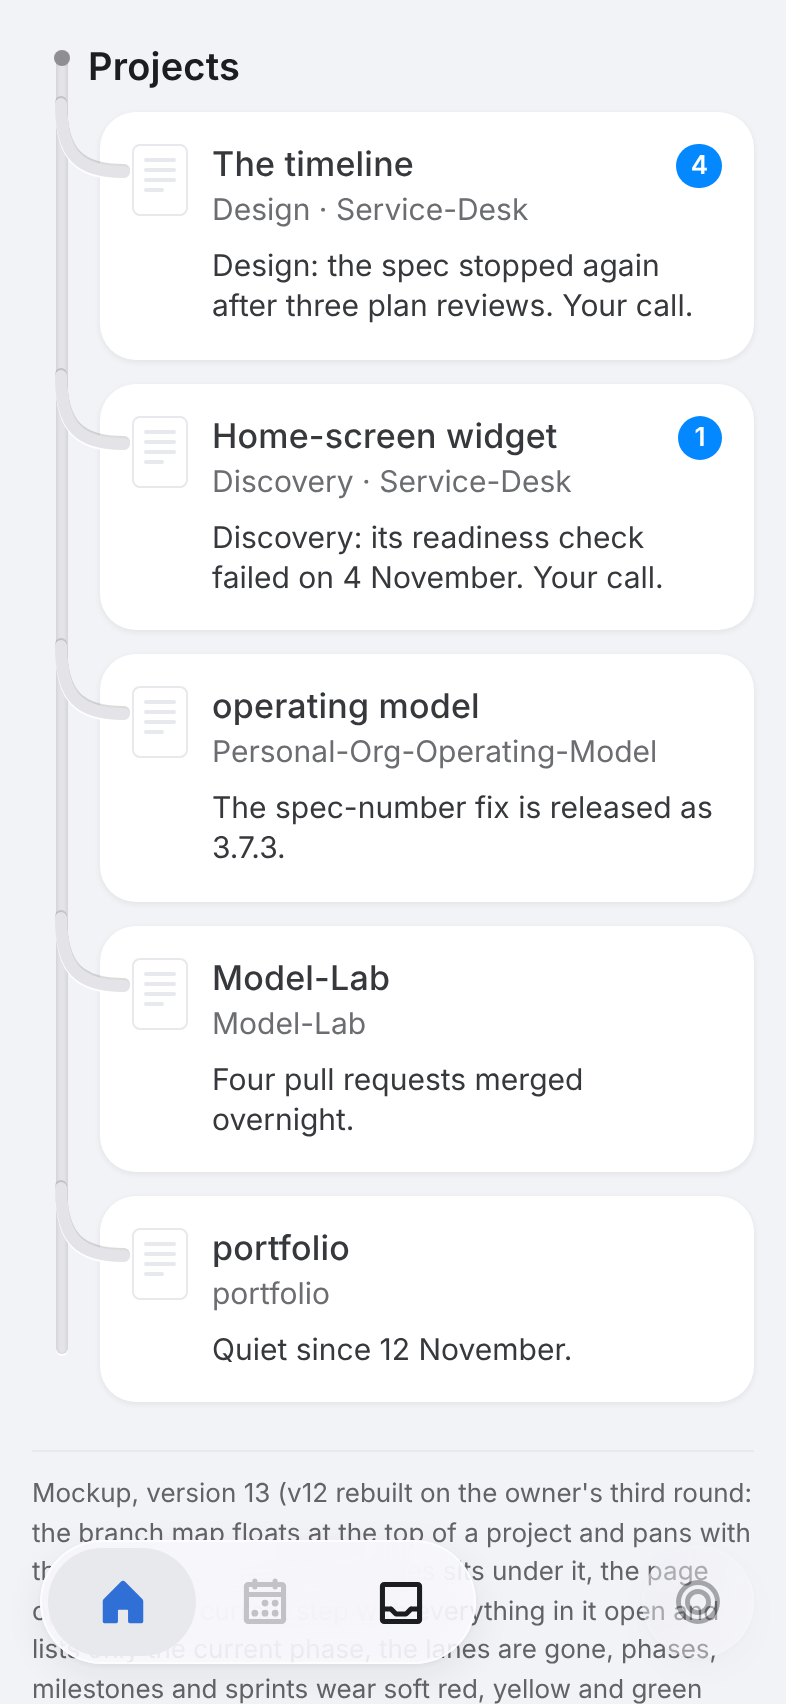 Projects
The timeline
4
Design · Service-Desk
Design: the spec stopped again
after three plan reviews. Your call.
Home-screen widget
1
Discovery · Service-Desk
Discovery: its readiness check
failed on 4 November. Your call.
operating model
Personal-Org-Operating-Model
The spec-number fix is released as
3.7.3.
Model-Lab
Model-Lab
Four pull requests merged
overnight.
portfolio
portfolio
Quiet since 12 November.
Mockup, version 13 (v12 rebuilt on the owner's third round:
the branch map floats at the top of a project and pans with
sits under it, the page
step everything in it open and
lists only the current phase, the lanes are gone, phases,
milestones and sprints wear soft red, yellow and green